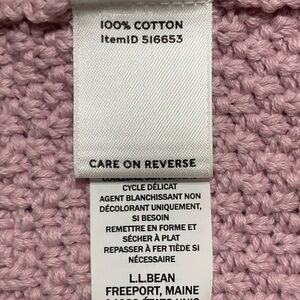 100% COTTON
ItemID 516653
CARE ON REVERSE
CYCLE DÉLICAT
AGENT BLANCHISSANT NON
DÉCOLORANT UNIQUEMENT,
SI BESOIN
REMETTRE EN FORME ET
SÉCHER À PLAT
REPASSER À FER TIÈDE SI
NÉCESSAIRE
L.L.BEAN
FREEPORT, MAINE